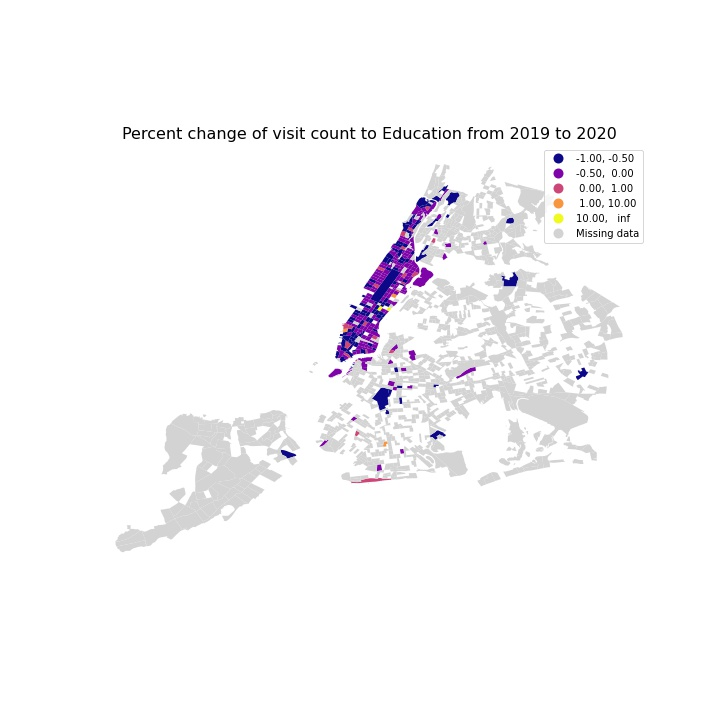 Percent change of visit count to Education from 2019 to 2020
-1.00, -0.50
-0.50, 0.00
0.00, 1.00
1.00, 10.00
10.00, inf
Missing data